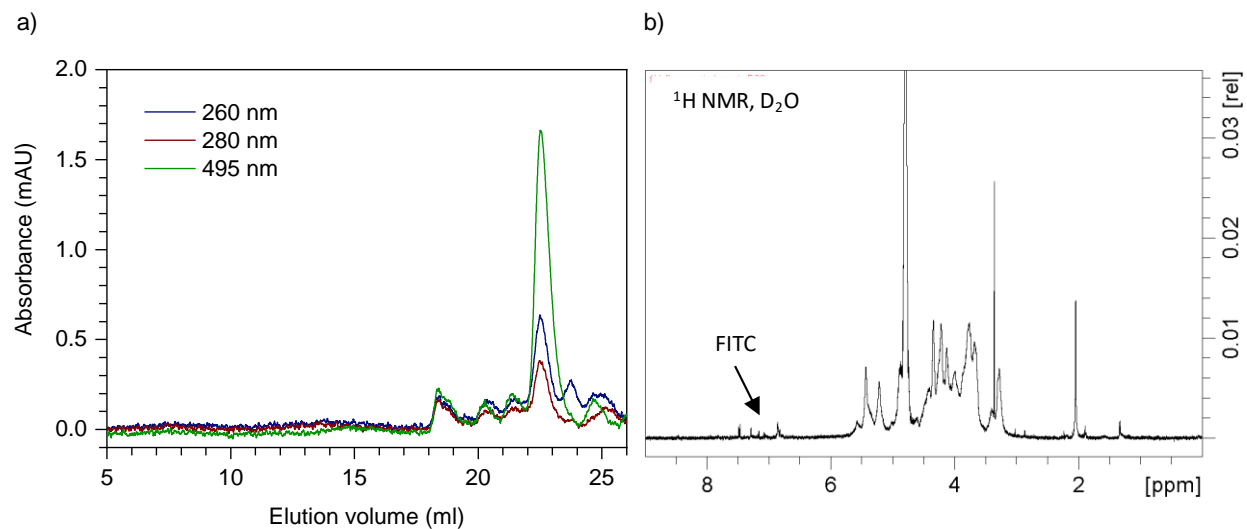 a)
2.0
1.5
1.0
0.5
0.0
Absorbance (mAU)
260 nm
280 nm
495 nm
5 10 15 20 25
Elution volume (ml)
b)
¹H NMR, D₂O
FITC
0.03 [rel]
0.02
0.01
8 6 4 2 [ppm]